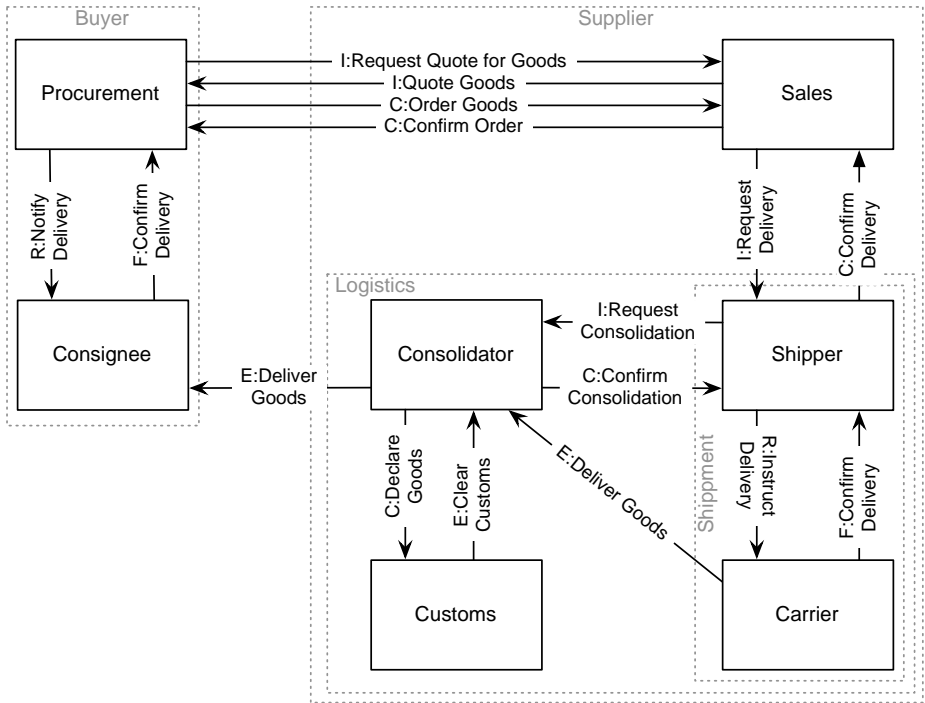 Buyer
Supplier
I:Request Quote for Goods
I:Quote Goods
C:Order Goods
C:Confirm Order
Procurement
Sales
R:Notify
Delivery
F:Confirm
Delivery
I:Request
Delivery
C:Confirm
Delivery
Logistics
Consignee
Consolidator
I:Request
Consolidation
Shipper
E:Deliver
Goods
C:Confirm
Consolidation
C:Declare
Goods
E:Clear
Customs
E:Deliver Goods
Shippment
R:Instruct
Delivery
F:Confirm
Delivery
Customs
Carrier